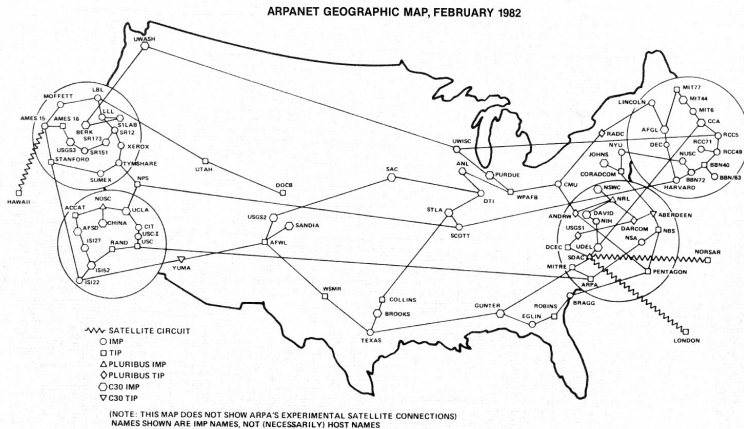 ARPANET GEOGRAPHIC MAP, FEBRUARY 1982
UWASH
LBL
MOFFETT
LLL
AMES 15
AMES 16
S1LAB
BERK
SR12
SR173
XEROX
USGS3
SR151
STANFORD
TYMSHARE
SUMEX
NPS
HAWAII
UTAH
DOCB
NOSC
ACCAT
UCLA
AFSD
CHINA
CIT
USC-I
ISI27
RAND
USC
ISI52
ISI22
YUMA
USGS2
SANDIA
AFWL
SAC
WSMR
COLLINS
BROOKS
TEXAS
STLA
SCOTT
DTI
ANL
PURDUE
WPAFB
UWISC
CMU
GUNTER
EGLIN
ROBINS
BRAGG
LINCOLN
MIT77
MIT44
MIT6
CCA
RADC
AFGL
RCC5
NYU
DEC
RCC71
RCC49
JOHNS
NUSC
BBN40
CORADCOM
BBN72
BBN/63
HARVARD
NSWC
NRL
ANDRW
DAVID
ABERDEEN
NIH
USGS1
DARCOM
NBS
DCEC
UDEL
NSA
SDAC
NORSAR
MITRE
PENTAGON
ARPA
LONDON
SATELLITE CIRCUIT
IMP
TIP
PLURIBUS IMP
PLURIBUS TIP
C30 IMP
C30 TIP
(NOTE: THIS MAP DOES NOT SHOW ARPA'S EXPERIMENTAL SATELLITE CONNECTIONS)
NAMES SHOWN ARE IMP NAMES, NOT (NECESSARILY) HOST NAMES